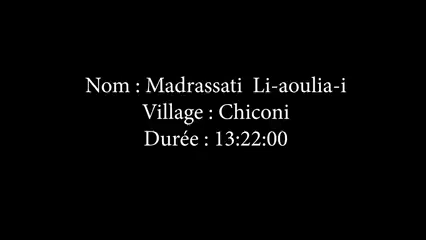 Nom : Madrassati  Li-aoulia-i
Village : Chiconi
Durée : 13:22:00